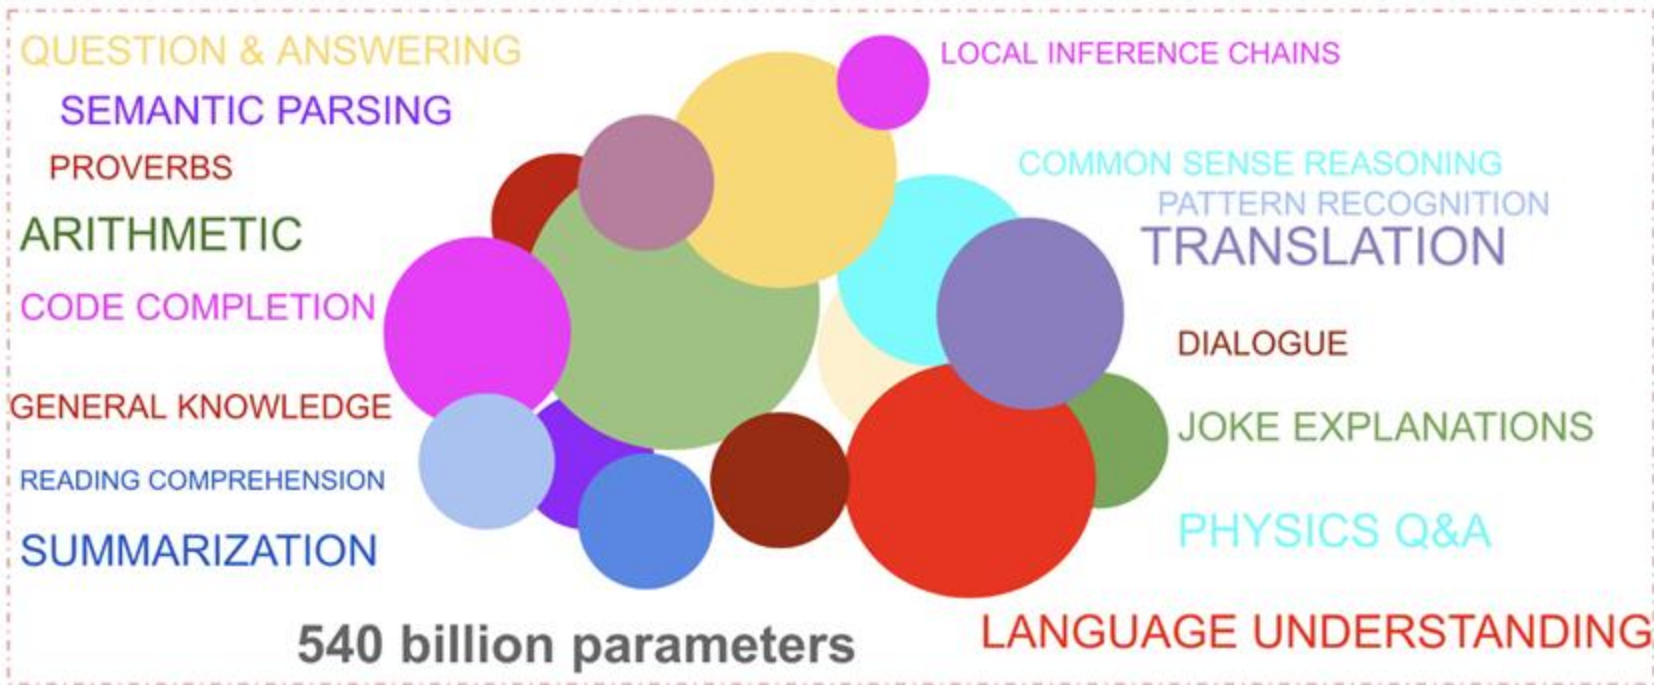 QUESTION & ANSWERING
SEMANTIC PARSING
PROVERBS
ARITHMETIC
CODE COMPLETION
GENERAL KNOWLEDGE
READING COMPREHENSION
SUMMARIZATION
540 billion parameters
LOCAL INFERENCE CHAINS
COMMON SENSE REASONING
PATTERN RECOGNITION
TRANSLATION
DIALOGUE
JOKE EXPLANATIONS
PHYSICS Q&A
LANGUAGE UNDERSTANDING